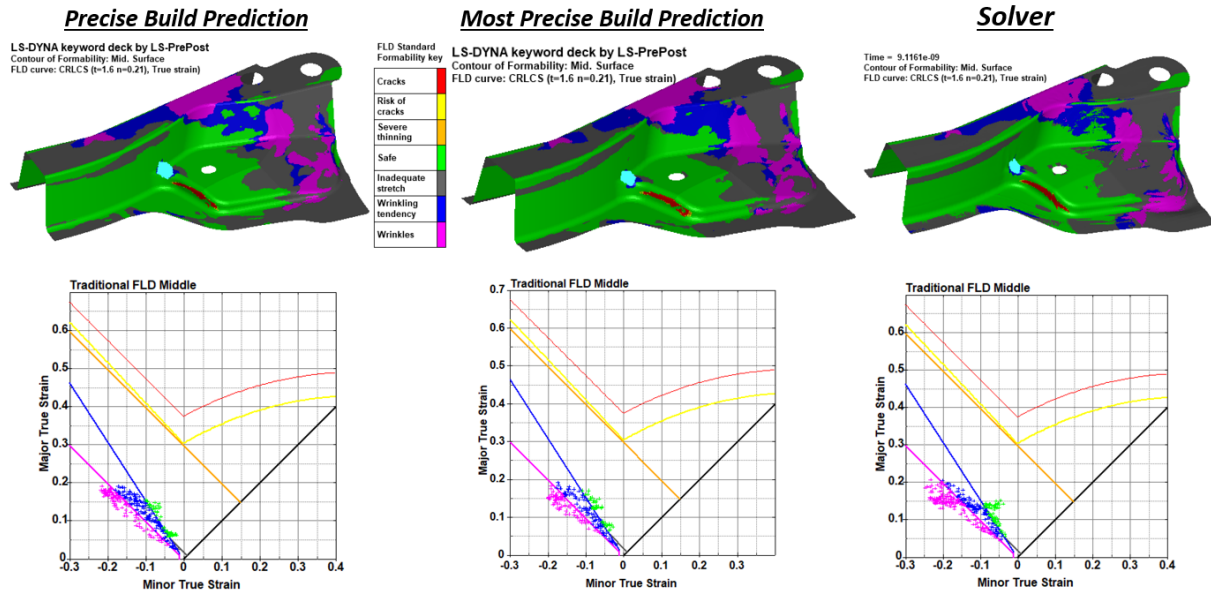 Precise Build Prediction
Most Precise Build Prediction
Solver
LS-DYNA keyword deck by LS-PrePost
Contour of Formability: Mid. Surface
FLD curve: CRLCS (t=1.6 n=0.21), True strain)
FLD Standard
Formability key
Cracks
Risk of
cracks
Severe
thinning
Safe
Inadequate
stretch
Wrinkling
tendency
Wrinkles
LS-DYNA keyword deck by LS-PrePost
Contour of Formability: Mid. Surface
FLD curve: CRLCS (t=1.6 n=0.21), True strain)
Time = 9.1161e-09
Contour of Formability: Mid. Surface
FLD curve: CRLCS (t=1.6 n=0.21), True strain)
Traditional FLD Middle
Major True Strain
0.6
0.5
0.4
0.3
0.2
0.1
0
-0.3 -0.2 -0.1 0 0.1 0.2 0.3 0.4
Minor True Strain
Traditional FLD Middle
Major True Strain
0.7
0.6
0.5
0.4
0.3
0.2
0.1
0
-0.3 -0.2 -0.1 0 0.1 0.2 0.3
Minor True Strain
Traditional FLD Middle
Major True Strain
0.6
0.5
0.4
0.3
0.2
0.1
0
-0.3 -0.2 -0.1 0 0.1 0.2 0.3 0.4
Minor True Strain